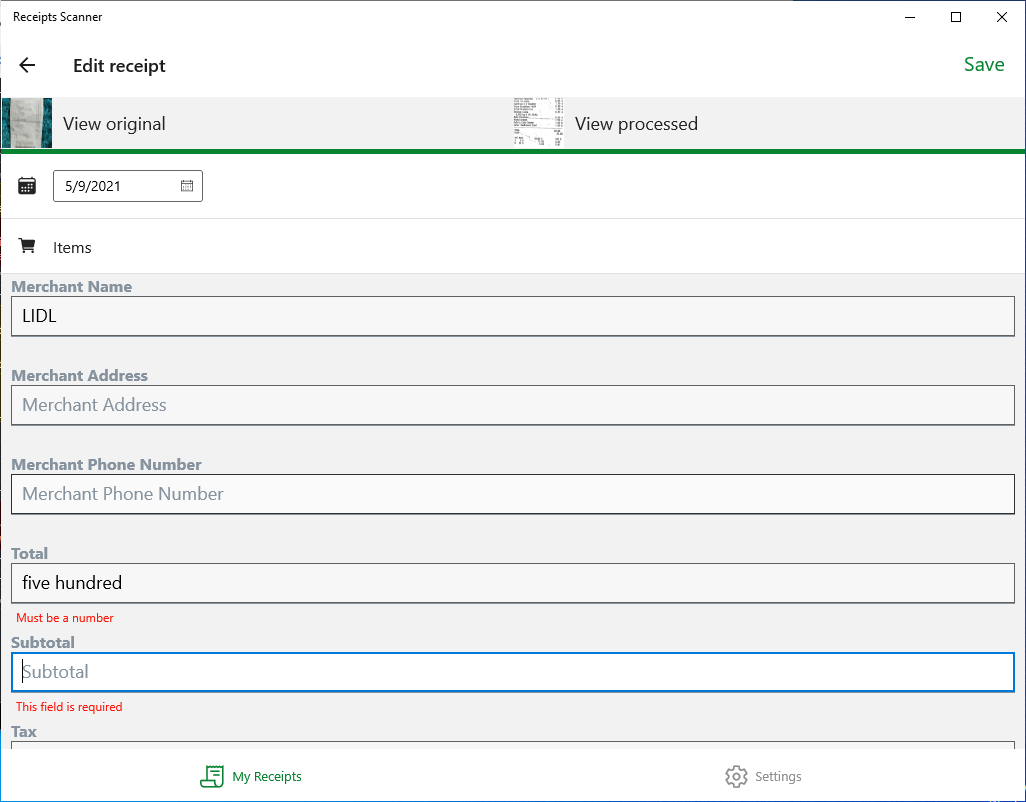 Receipts Scanner
Edit receipt
Save
View original
View processed
5/9/2021
Items
Merchant Name
LIDL
Merchant Address
Merchant Address
Merchant Phone Number
Merchant Phone Number
Total
five hundred
Must be a number
Subtotal
Subtotal
This field is required
Tax
My Receipts
Settings